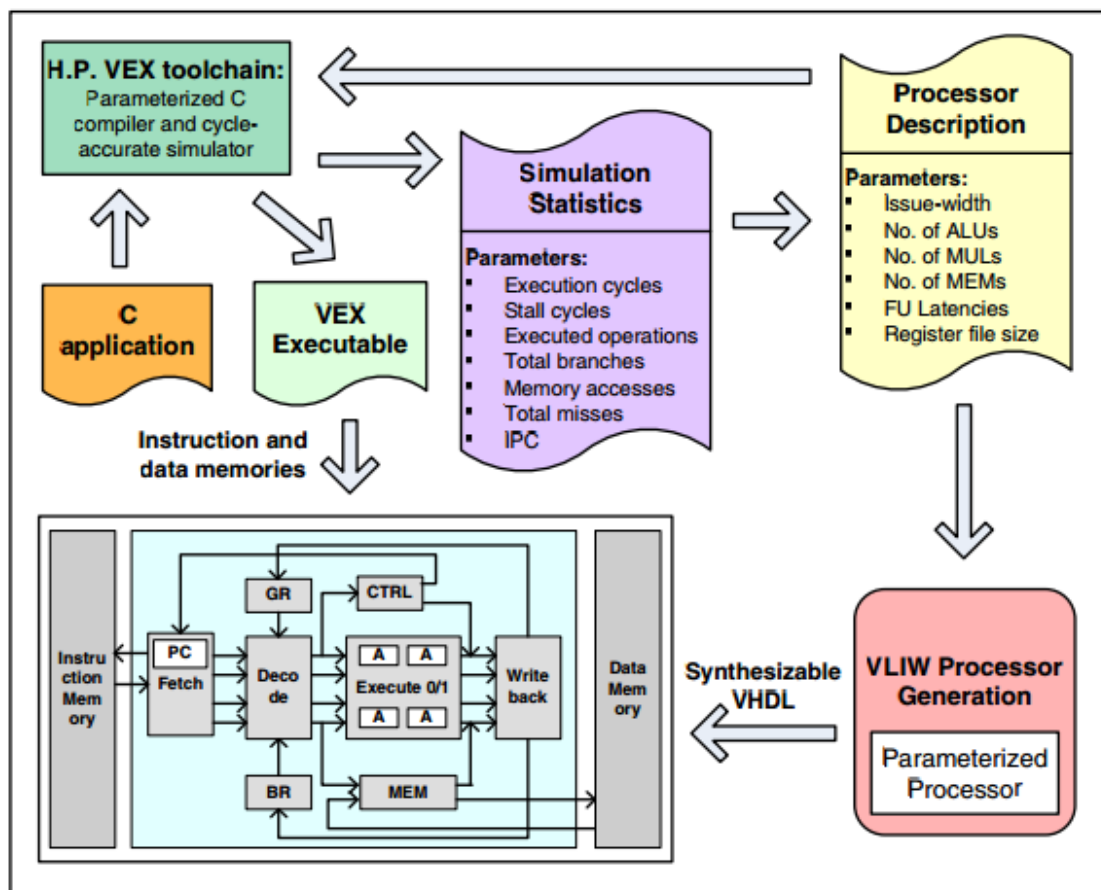 H.P. VEX toolchain:
Parameterized C
compiler and cycle-
accurate simulator
Processor
Description
Parameters:
▪ Issue-width
▪ No. of ALUs
▪ No. of MULs
▪ No. of MEMs
▪ FU Latencies
▪ Register file size
Simulation
Statistics
Parameters:
▪ Execution cycles
▪ Stall cycles
▪ Executed operations
▪ Total branches
▪ Memory accesses
▪ Total misses
▪ IPC
C
application
VEX
Executable
Instruction and
data memories
Instru
ction
Mem
ory
PC
Fetch
GR
Deco
de
BR
CTRL
A A
Execute 0/1
A A
MEM
Write
back
Data
Mem
ory
Synthesizable
VHDL
VLIW Processor
Generation
Parameterized
Processor